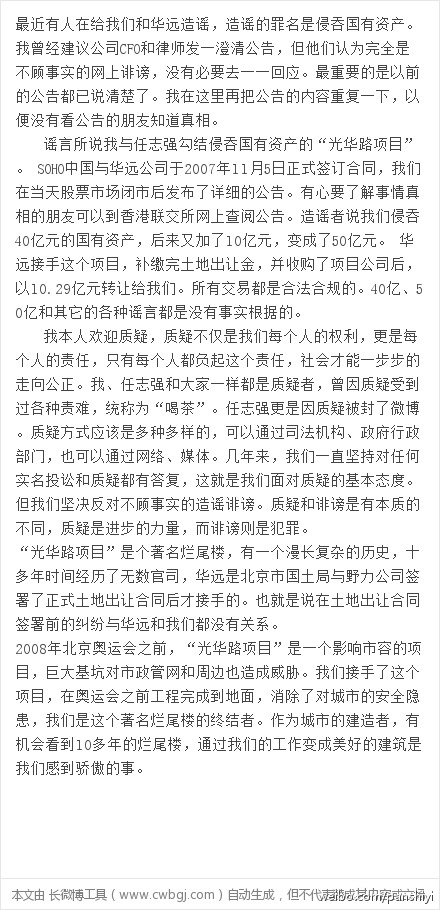 最近有人在给我们和华远造谣，造谣的罪名是侵吞国有资产。
我曾经建议公司CFO和律师发一澄清公告，但他们认为完全是
不顾事实的网上诽谤，没有必要去一一回应。最重要的是以前
的公告都已说清楚了。我在这里再把公告的内容重复一下，以
便没有看公告的朋友知道真相。
谣言所说我与任志强勾结侵吞国有资产的“光华路项目”
。 SOHO中国与华远公司于2007年11月5日正式签订合同，我们
在当天股票市场闭市后发布了详细的公告。有心要了解事情真
相的朋友可以到香港联交所网上查阅公告。造谣者说我们侵吞
40亿元的国有资产，后来又加了10亿元，变成了50亿元。 华
远接手这个项目，补缴完土地出让金，并收购了项目公司后，
以10.29亿元转让给我们。所有交易都是合法合规的。40亿、5
0亿和其它的各种谣言都是没有事实根据的。
我本人欢迎质疑，质疑不仅是我们每个人的权利，更是每
个人的责任，只有每个人都负起这个责任，社会才能一步步的
走向公正。我、任志强和大家一样都是质疑者，曾因质疑受到
过各种责难，统称为“喝茶”。任志强更是因质疑被封了微博
。质疑方式应该是多种多样的，可以通过司法机构、政府行政
部门，也可以通过网络、媒体。几年来，我们一直坚持对任何
实名投讼和质疑都有答复，这就是我们面对质疑的基本态度。
但我们坚决反对不顾事实的造谣诽谤。质疑和诽谤是有本质的
不同，质疑是进步的力量，而诽谤则是犯罪。
“光华路项目”是个著名烂尾楼，有一个漫长复杂的历史，十
多年时间经历了无数官司，华远是北京市国土局与野力公司签
署了正式土地出让合同后才接手的。也就是说在土地出让合同
签署前的纠纷与华远和我们都没有关系。
2008年北京奥运会之前，“光华路项目”是一个影响市容的项
目，巨大基坑对市政管网和周边也造成威胁。我们接手了这个
项目，在奥运会之前工程完成到地面，消除了对城市的安全隐
患，我们是这个著名烂尾楼的终结者。作为城市的建造者，有
机会看到10多年的烂尾楼，通过我们的工作变成美好的建筑是
我们感到骄傲的事。
本文由 长微博工具（www.cwbgj.com）自动生成，但不代表
weibo.com/panshiyi